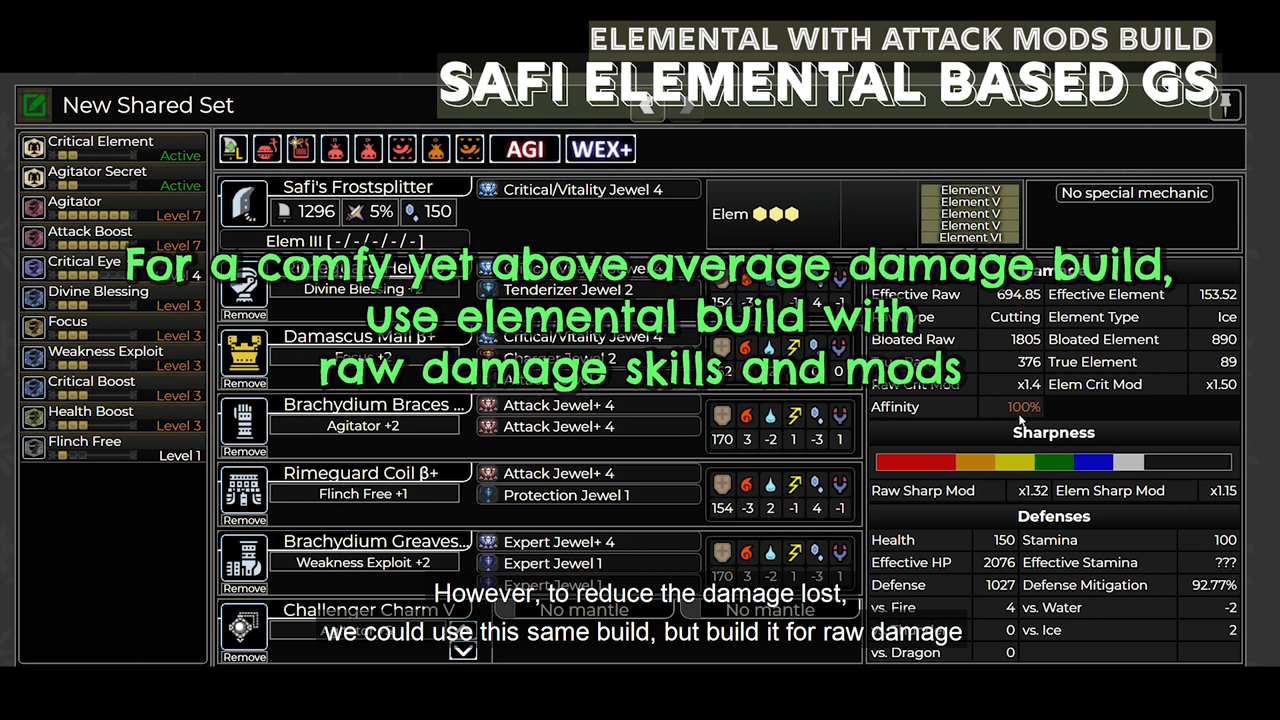 ELEMENTAL WITH ATTACK MODS BUILD
SAFI ELEMENTAL BASED GS
New Shared Set
Critical Element
Active
Agitator Secret
Active
Agitator
Level 7
Attack Boost
Level 7
Critical Eye
4
Divine Blessing
Level 3
Focus
Level 3
Weakness Exploit
Level 3
Critical Boost
Level 3
Health Boost
Level 3
Flinch Free
Level 1
L
AGI
WEX+
Safi's Frostsplitter
1296 5% 150
Elem III [ - / - / - / - / - ]
Critical/Vitality Jewel 4
Elem
Element V
Element V
Element V
Element V
Element VI
No special mechanic
For a comfy yet above average damage build,
use elemental build with
raw damage skills and mods
Divine Blessing
Tenderizer Jewel 2
Remove
Damascus Mail β+
Critical/Vitality Jewel 4
Remove
Brachydium Braces ...
Agitator +2
Attack Jewel+ 4
Attack Jewel+ 4
170 3 -2 1 -3 1
Remove
Rimeguard Coil β+
Flinch Free +1
Attack Jewel+ 4
Protection Jewel 1
154 -3 2 -1 4 -1
Remove
Brachydium Greaves...
Weakness Exploit +2
Expert Jewel+ 4
Expert Jewel 1
Expert Jewel 1
170 3 -2 1 -3 1
Remove
Challenger Charm V
No mantle
No mantle
Remove
Effective Raw 694.85 Effective Element 153.52
Cutting Element Type Ice
Bloated Raw 1805 Bloated Element 890
376 True Element 89
Raw Crit Mod x1.4 Elem Crit Mod x1.50
Affinity 100%
Sharpness
Raw Sharp Mod x1.32 Elem Sharp Mod x1.15
Defenses
Health 150 Stamina 100
Effective HP 2076 Effective Stamina ???
Defense 1027 Defense Mitigation 92.77%
vs. Fire 4 vs. Water -2
0 vs. Ice 2
vs. Dragon 0
However, to reduce the damage lost,
we could use this same build, but build it for raw damage